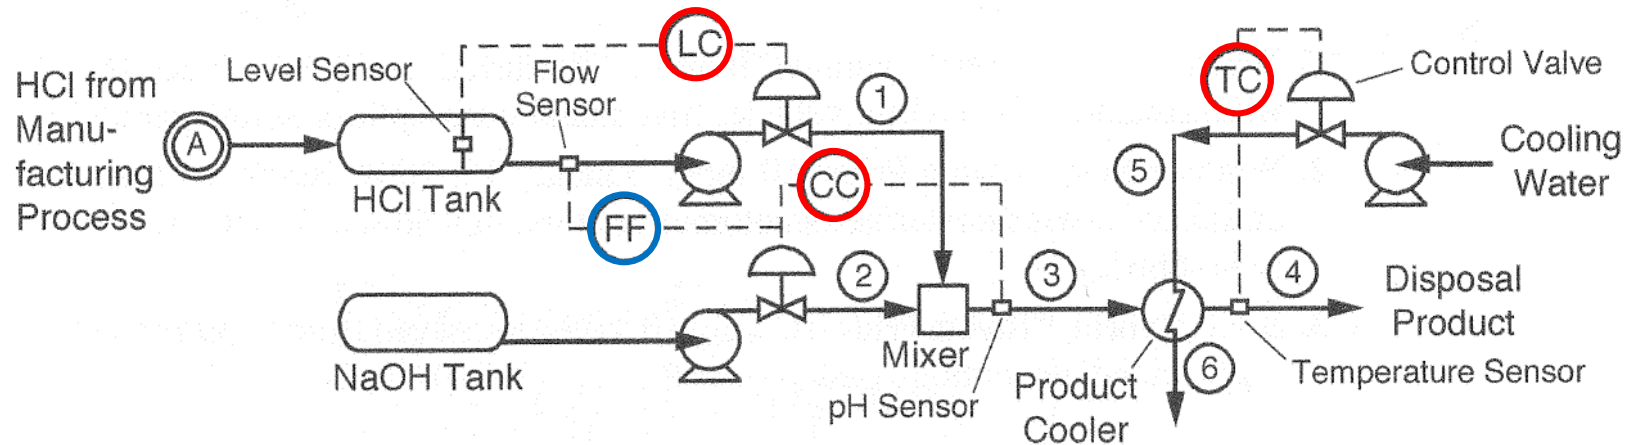 HCl from
Manu-
facturing
Process
A
Level Sensor
HCl Tank
LC
Flow
Sensor
FF
1
CC
NaOH Tank
2
Mixer
pH Sensor
3
TC
Control Valve
5
Cooling
Water
4
Disposal
Product
6
Product
Cooler
Temperature Sensor